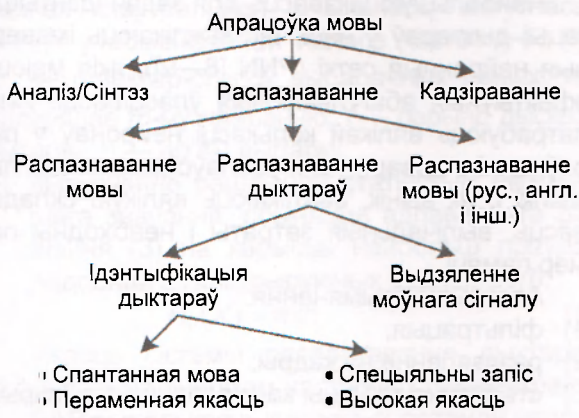 Апрацоўка мовы
Аналіз/Сінтэз Распазнаванне Кадзіраванне
Распазнаванне мовы
Распазнаванне дыктараў
Распазнаванне мовы (рус., англ. і інш.)
Ідэнтыфікацыя дыктараў
Выдзяленне моўнага сігналу
• Спантанная мова
• Пераменная якасць
• Спецыяльны запіс
• Высокая якасць